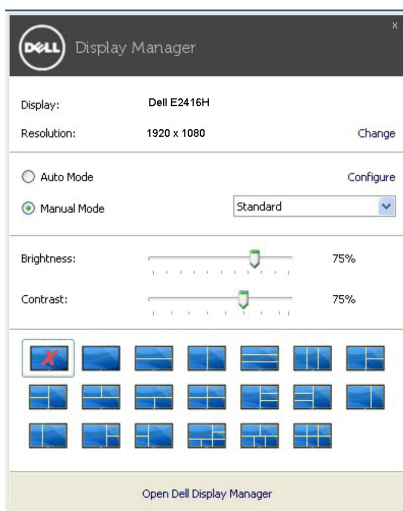 x
DELL Display Manager
Display: Dell E2416H
Resolution: 1920 x 1080 Change
Auto Mode Configure
Manual Mode Standard
Brightness: 75%
Contrast: 75%
Open Dell Display Manager